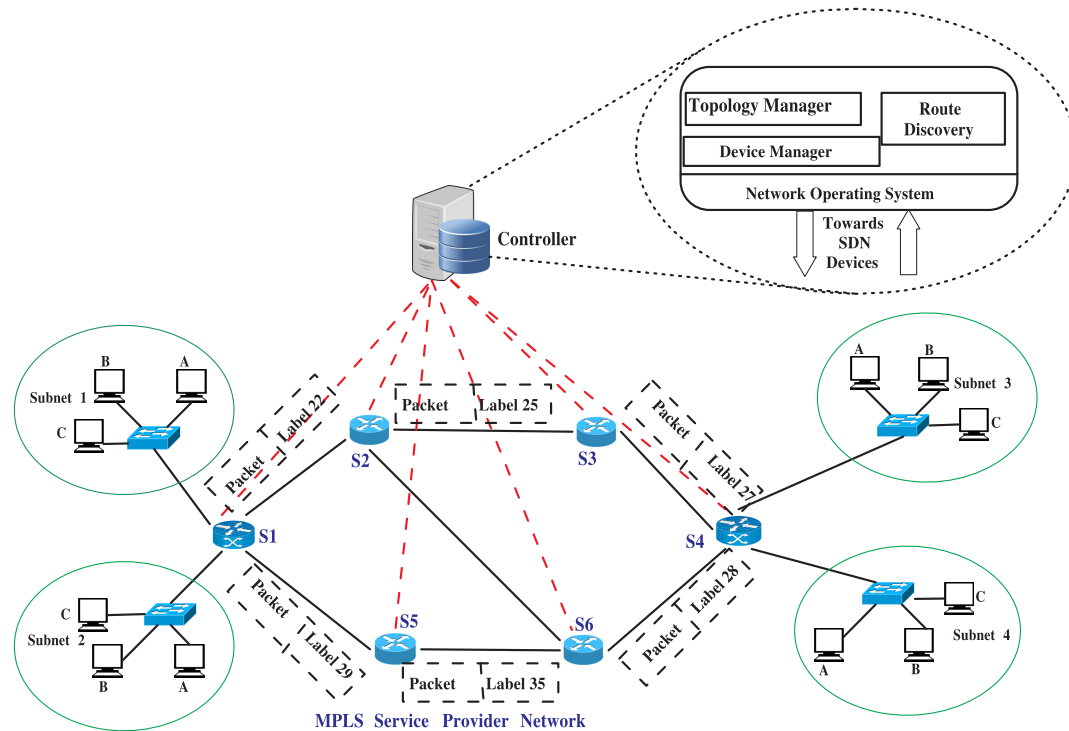 Topology Manager
Route
Discovery
Device Manager
Network Operating System
Towards
SDN
Devices
Controller
B
A
Subnet 1
C
Packet
Label 22
Packet
Label 25
Packet
Label 27
A
B
Subnet 3
C
S2
S3
S1
S4
C
Subnet 2
B
A
Packet
Label 29
S5
S6
Packet
Label 35
Packet
Label 28
C
Subnet 4
A
B
MPLS Service Provider Network